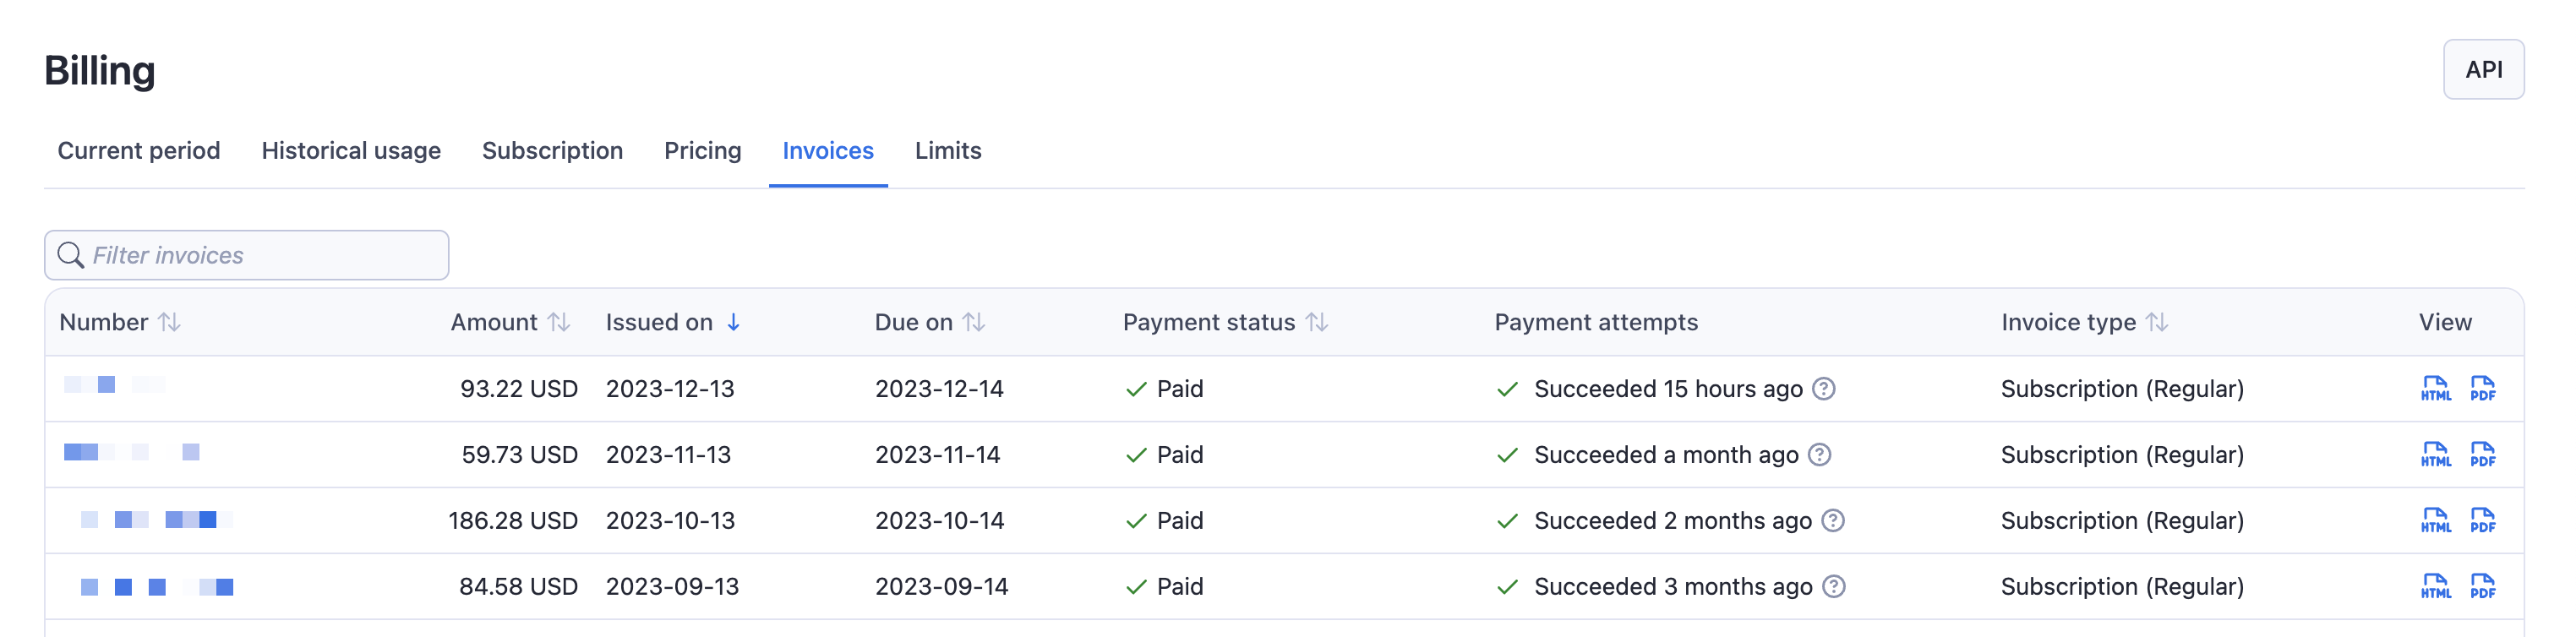 Billing
API
Current period Historical usage Subscription Pricing Invoices Limits
Filter invoices
Number Amount Issued on Due on Payment status Payment attempts Invoice type View
93.22 USD 2023-12-13 2023-12-14 Paid Succeeded 15 hours ago Subscription (Regular) HTML PDF
59.73 USD 2023-11-13 2023-11-14 Paid Succeeded a month ago Subscription (Regular) HTML PDF
186.28 USD 2023-10-13 2023-10-14 Paid Succeeded 2 months ago Subscription (Regular) HTML PDF
84.58 USD 2023-09-13 2023-09-14 Paid Succeeded 3 months ago Subscription (Regular) HTML PDF